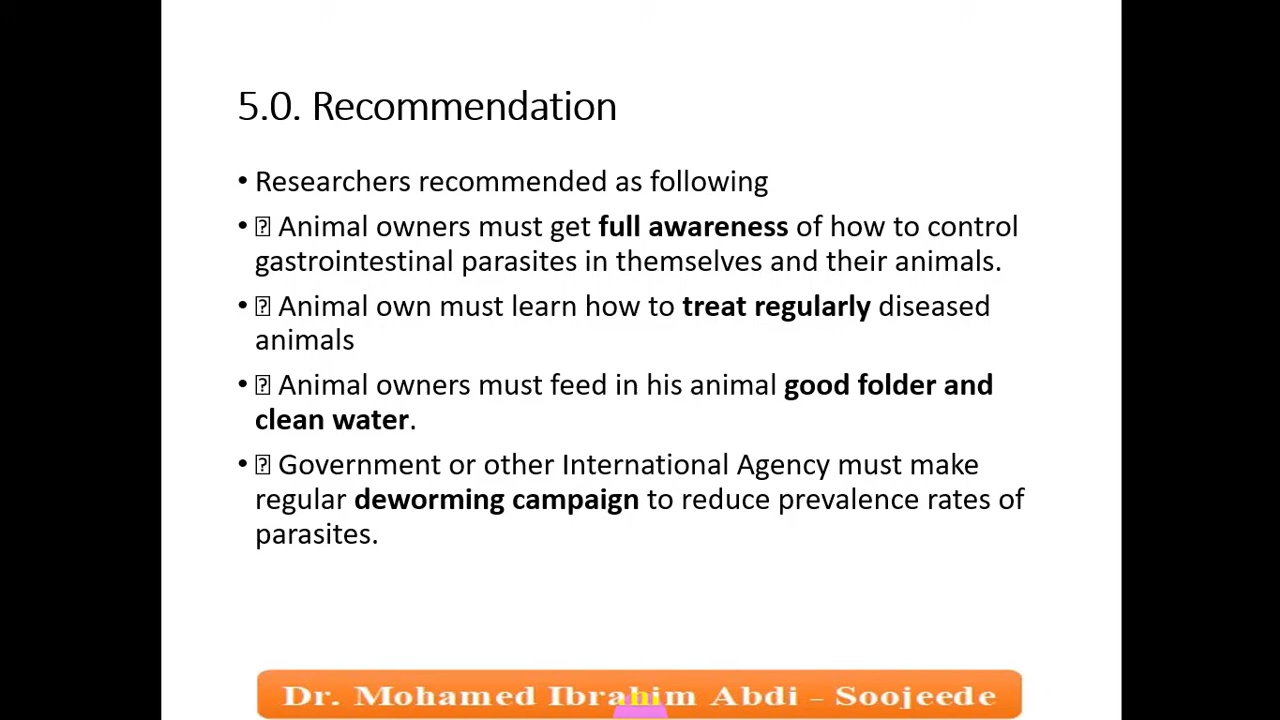 5.0. Recommendation
• Researchers recommended as following
• ⍰ Animal owners must get full awareness of how to control
gastrointestinal parasites in themselves and their animals.
• ⍰ Animal own must learn how to treat regularly diseased
animals
• ⍰ Animal owners must feed in his animal good folder and
clean water.
• ⍰ Government or other International Agency must make
regular deworming campaign to reduce prevalence rates of
parasites.
Dr. Mohamed Ibrahim Abdi - Soojeede